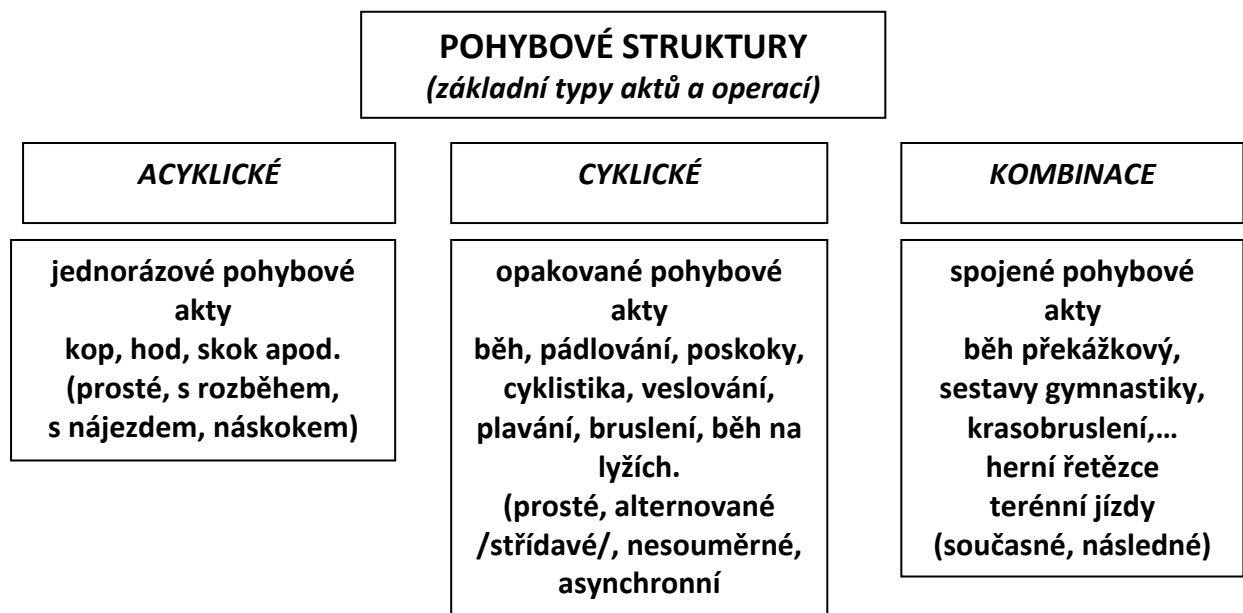 POHYBOVÉ STRUKTURY
(základní typy aktů a operací)
ACYKLICKÉ
jednorázové pohybové
akty
kop, hod, skok apod.
(prosté, s rozběhem,
s nájezdem, náskokem)
CYKLICKÉ
opakované pohybové
akty
běh, pádlování, poskoky,
cyklistika, veslování,
plavání, bruslení, běh na
lyžích.
(prosté, alternované
/střídavé/, nesouměrné,
asynchronní
KOMBINACE
spojené pohybové
akty
běh překážkový,
sestavy gymnastiky,
krasobruslení,…
herní řetězce
terénní jízdy
(současné, následné)